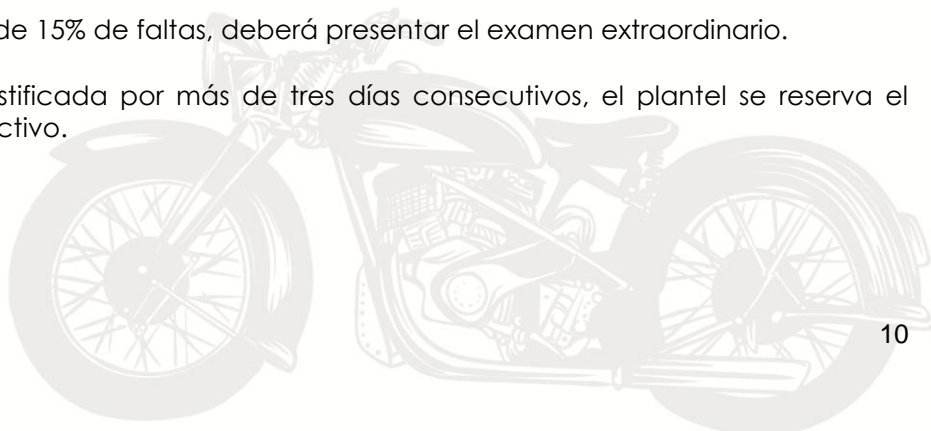 de 15% de faltas, deberá presentar el examen extraordinario.
stificada por más de tres días consecutivos, el plantel se reserva el
ctivo.
10